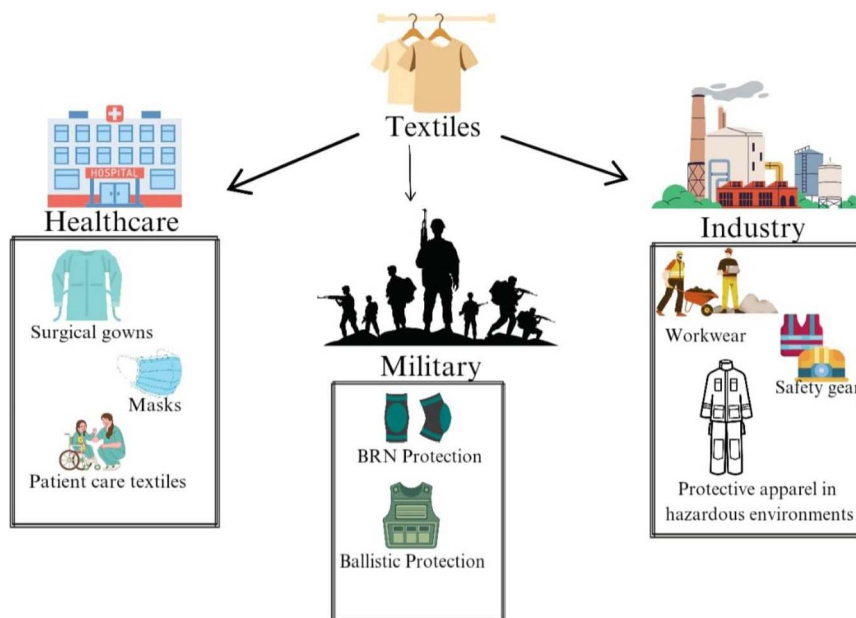 Textiles
HOSPITAL
Healthcare
Surgical gowns
Masks
Patient care textiles
Military
BRN Protection
Ballistic Protection
Industry
Workwear
Safety gear
Protective apparel in
hazardous environments